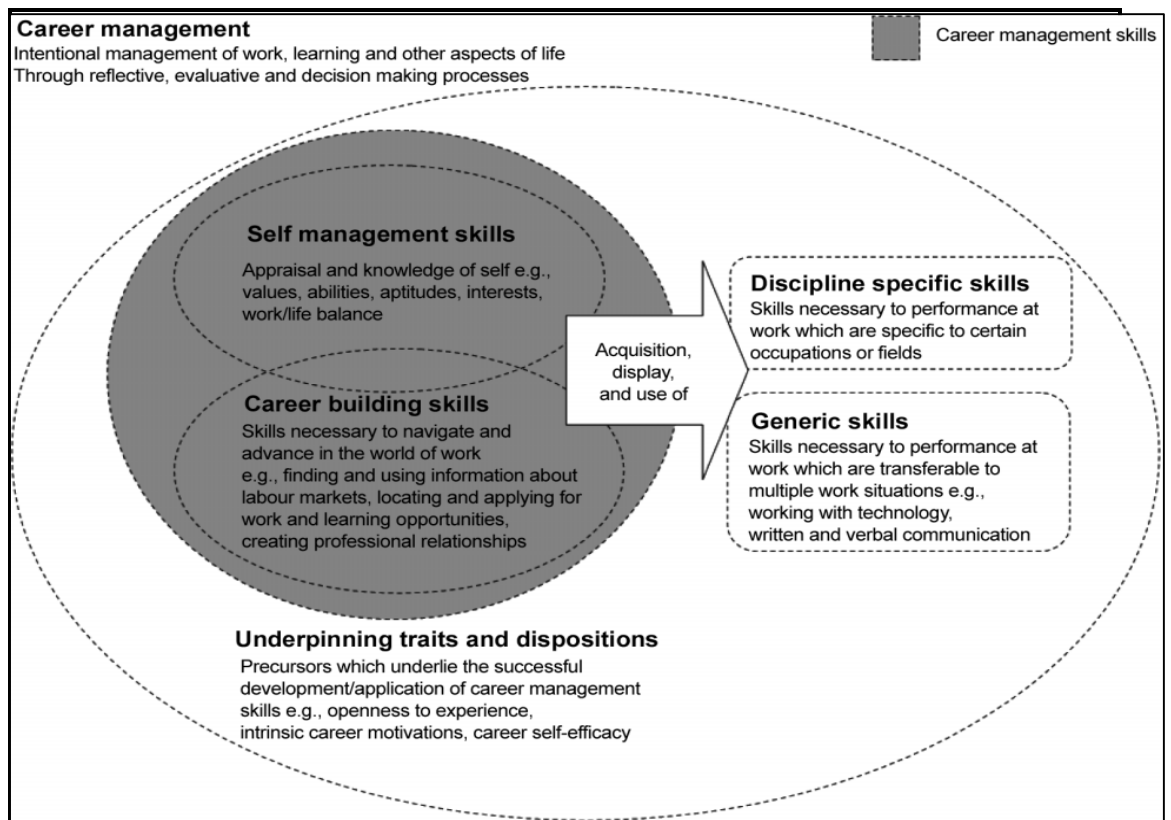 Career management
Intentional management of work, learning and other aspects of life
Through reflective, evaluative and decision making processes
Career management skills
Self management skills
Appraisal and knowledge of self e.g.,
values, abilities, aptitudes, interests,
work/life balance
Career building skills
Skills necessary to navigate and
advance in the world of work
e.g., finding and using information about
labour markets, locating and applying for
work and learning opportunities,
creating professional relationships
Acquisition,
display,
and use of
Discipline specific skills
Skills necessary to performance at
work which are specific to certain
occupations or fields
Generic skills
Skills necessary to performance at
work which are transferable to
multiple work situations e.g.,
working with technology,
written and verbal communication
Underpinning traits and dispositions
Precursors which underlie the successful
development/application of career management
skills e.g., openness to experience,
intrinsic career motivations, career self-efficacy